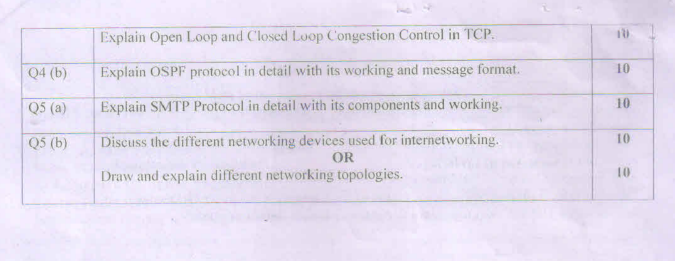 Explain Open Loop and Closed Loop Congestion Control in TCP. 10
Q4 (b) Explain OSPF protocol in detail with its working and message format. 10
Q5 (a) Explain SMTP Protocol in detail with its components and working. 10
Q5 (b) Discuss the different networking devices used for internetworking. 10
OR
Draw and explain different networking topologies. 10